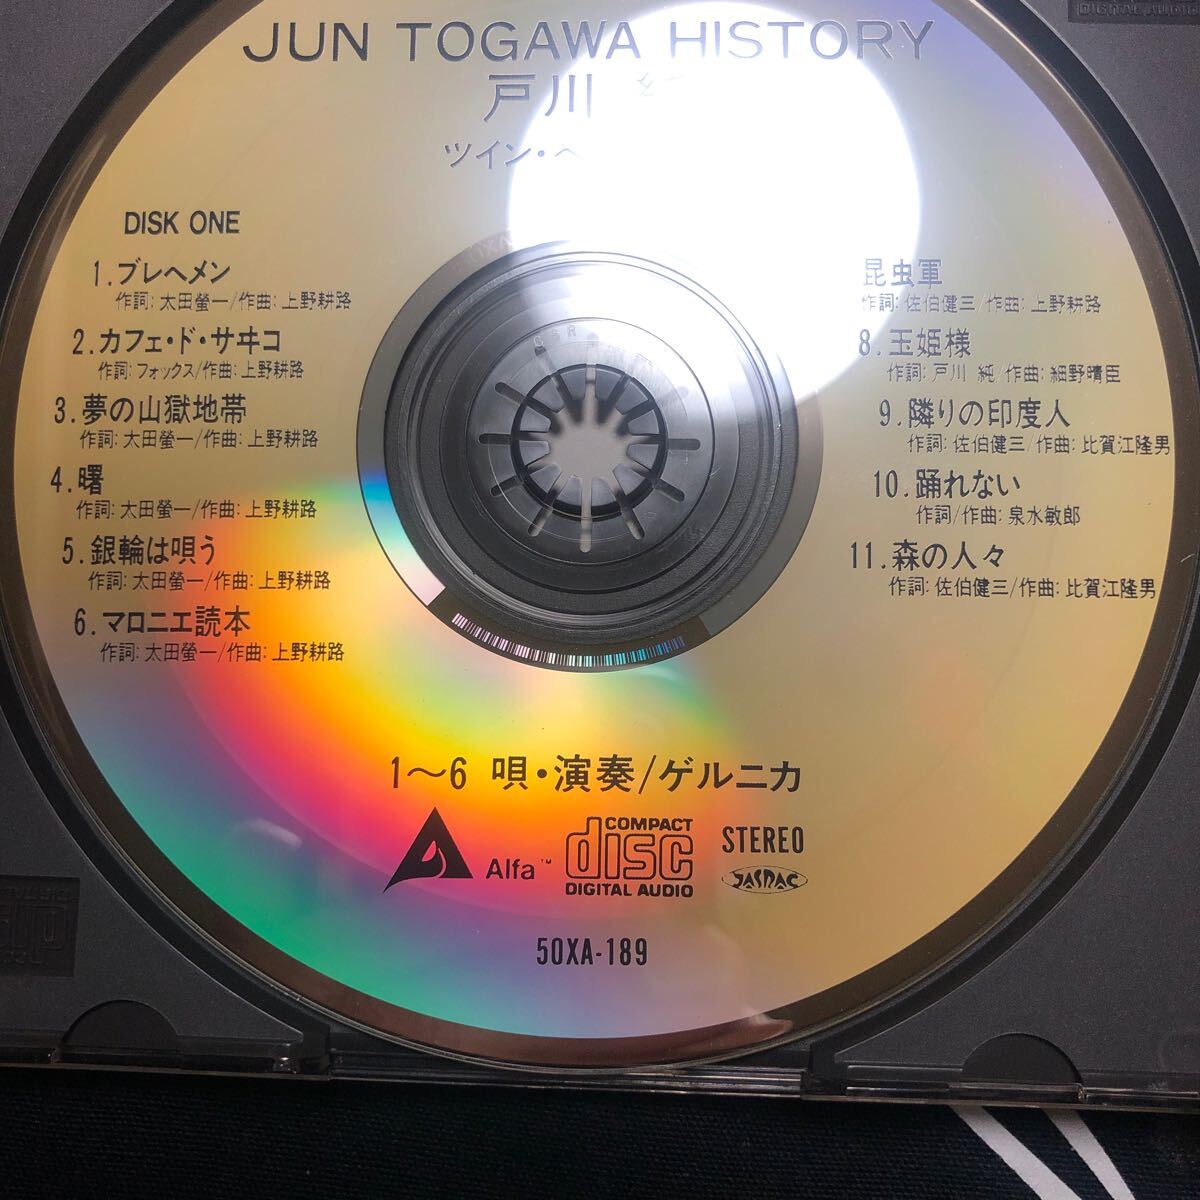 JUN TOGAWA HISTORY
戸川
ツイン・ベ
DISK ONE
1.ブレヘメン
作詞:太田螢一/作曲:上野耕路
2.カフェ・ド・サヰコ
作詞:フォックス/作曲:上野耕路
3.夢の山獄地帯
作詞:太田螢一/作曲:上野耕路
4.曙
作詞:太田螢一/作曲:上野耕路
5.銀輪は唄う
作詞:太田螢一/作曲:上野耕路
6.マロニエ読本
作詞:太田螢一/作曲:上野耕路
昆虫軍
作詞:佐伯健三/作曲:上野耕路
8.玉姫様
作詞:戸川 純/作曲:細野晴臣
9.隣りの印度人
作詞:佐伯健三/作曲:比賀江隆男
10.踊れない
作詞/作曲:泉水敏郎
11.森の人々
作詞:佐伯健三/作曲:比賀江隆男
1〜6 唄・演奏/ゲルニカ
Alfa™
COMPACT disc DIGITAL AUDIO
STEREO
JASRAC
50XA-189
DIGITAL AUDIO